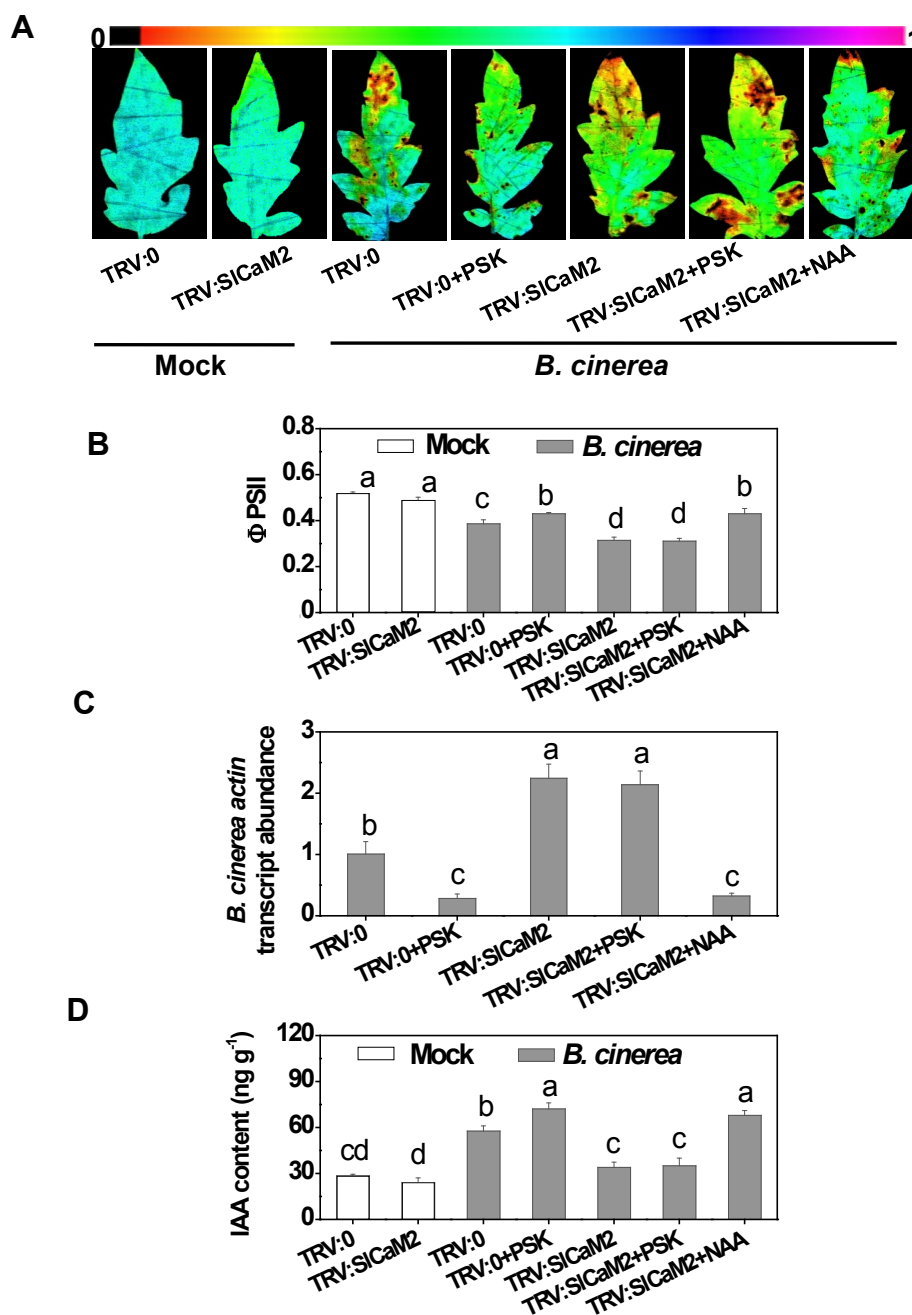 A
0
1
TRV:0
TRV:SlCaM2
TRV:0
TRV:0+PSK
TRV:SlCaM2
TRV:SlCaM2+PSK
TRV:SlCaM2+NAA
Mock
B. cinerea
B
Mock
B. cinerea
0.8
0.6
0.4
0.2
0
Φ PSII
a
a
c
b
d
d
b
TRV:0
TRV:SlCaM2
TRV:0
TRV:0+PSK
TRV:SlCaM2
TRV:SlCaM2+PSK
TRV:SlCaM2+NAA
C
B. cinerea actin
transcript abundance
3
2
1
0
b
c
a
a
c
TRV:0
TRV:0+PSK
TRV:SlCaM2
TRV:SlCaM2+PSK
TRV:SlCaM2+NAA
D
Mock
B. cinerea
IAA content (ng g⁻¹)
120
90
60
30
0
cd
d
b
a
c
c
a
TRV:0
TRV:SlCaM2
TRV:0
TRV:0+PSK
TRV:SlCaM2
TRV:SlCaM2+PSK
TRV:SlCaM2+NAA